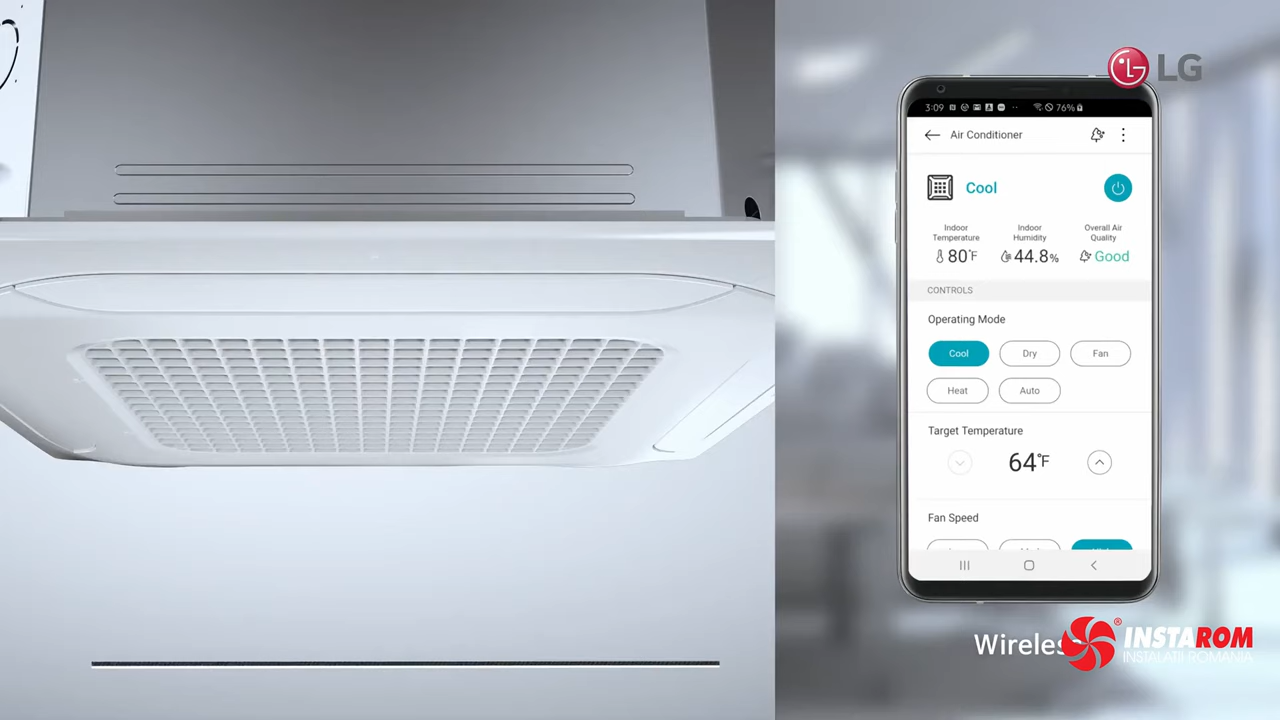 LG
3:09
76%
Air Conditioner
Cool
Indoor Temperature
80°F
Indoor Humidity
44.8%
Overall Air Quality
Good
CONTROLS
Operating Mode
Cool
Dry
Fan
Heat
Auto
Target Temperature
64°F
Fan Speed
Wireles
INSTAROM
INSTALATII ROMANIA